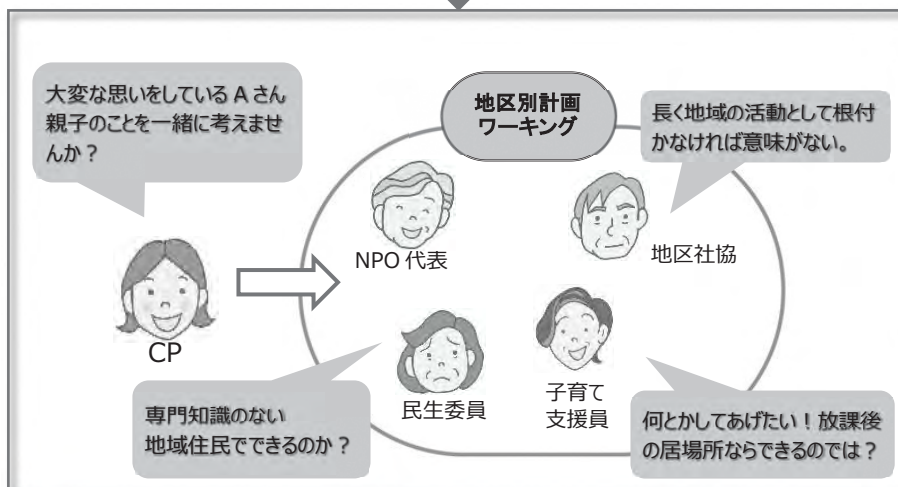 大変な思いをしている A さん
親子のことを一緒に考えませ
んか?
地区別計画
ワーキング
長く地域の活動として根付
かなければ意味がない。
NPO 代表
地区社協
CP
民生委員
子育て
支援員
専門知識のない
地域住民でできるのか?
何とかしてあげたい!放課後
の居場所ならできるのでは?